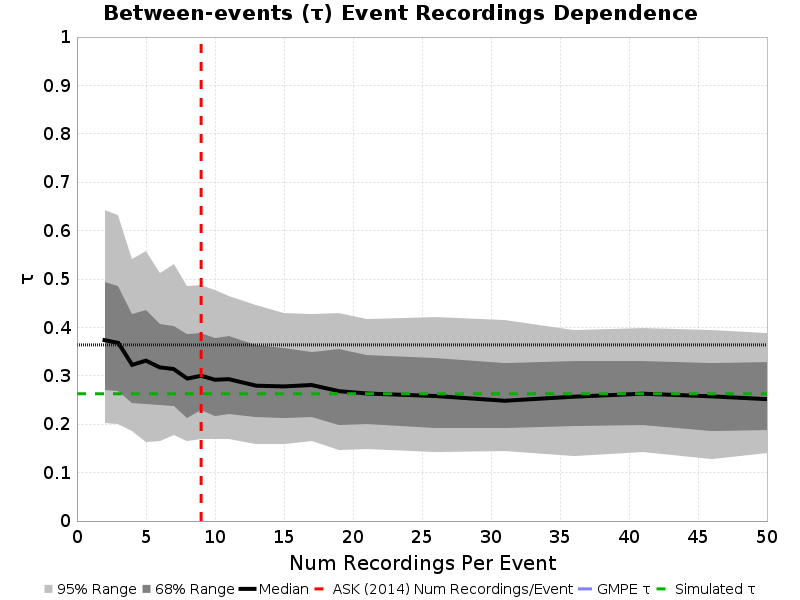 Between-events (τ) Event Recordings Dependence
1
0.9
0.8
0.7
0.6
0.5
0.4
0.3
0.2
0.1
0
τ
0 5 10 15 20 25 30 35 40 45 50
Num Recordings Per Event
95% Range 68% Range Median ASK (2014) Num Recordings/Event GMPE τ Simulated τ